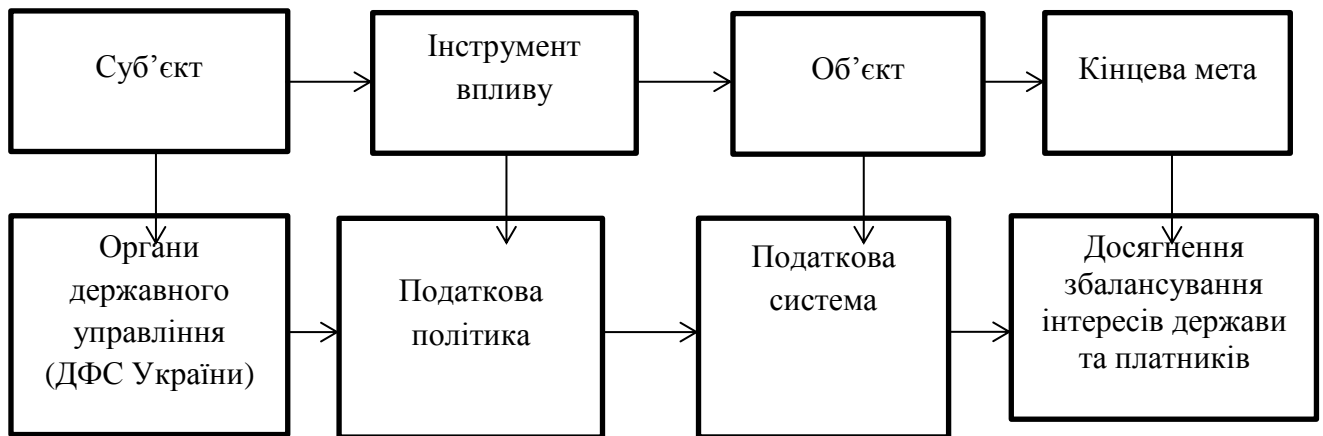 Суб’єкт
Інструмент
впливу
Об’єкт
Кінцева мета
Органи
державного
управління
(ДФС України)
Податкова
політика
Податкова
система
Досягнення
збалансування
інтересів держави
та платників